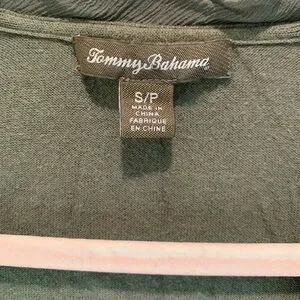 Tommy Bahama
S/P
MADE IN
CHINA
FABRIQUÉ
EN CHINE